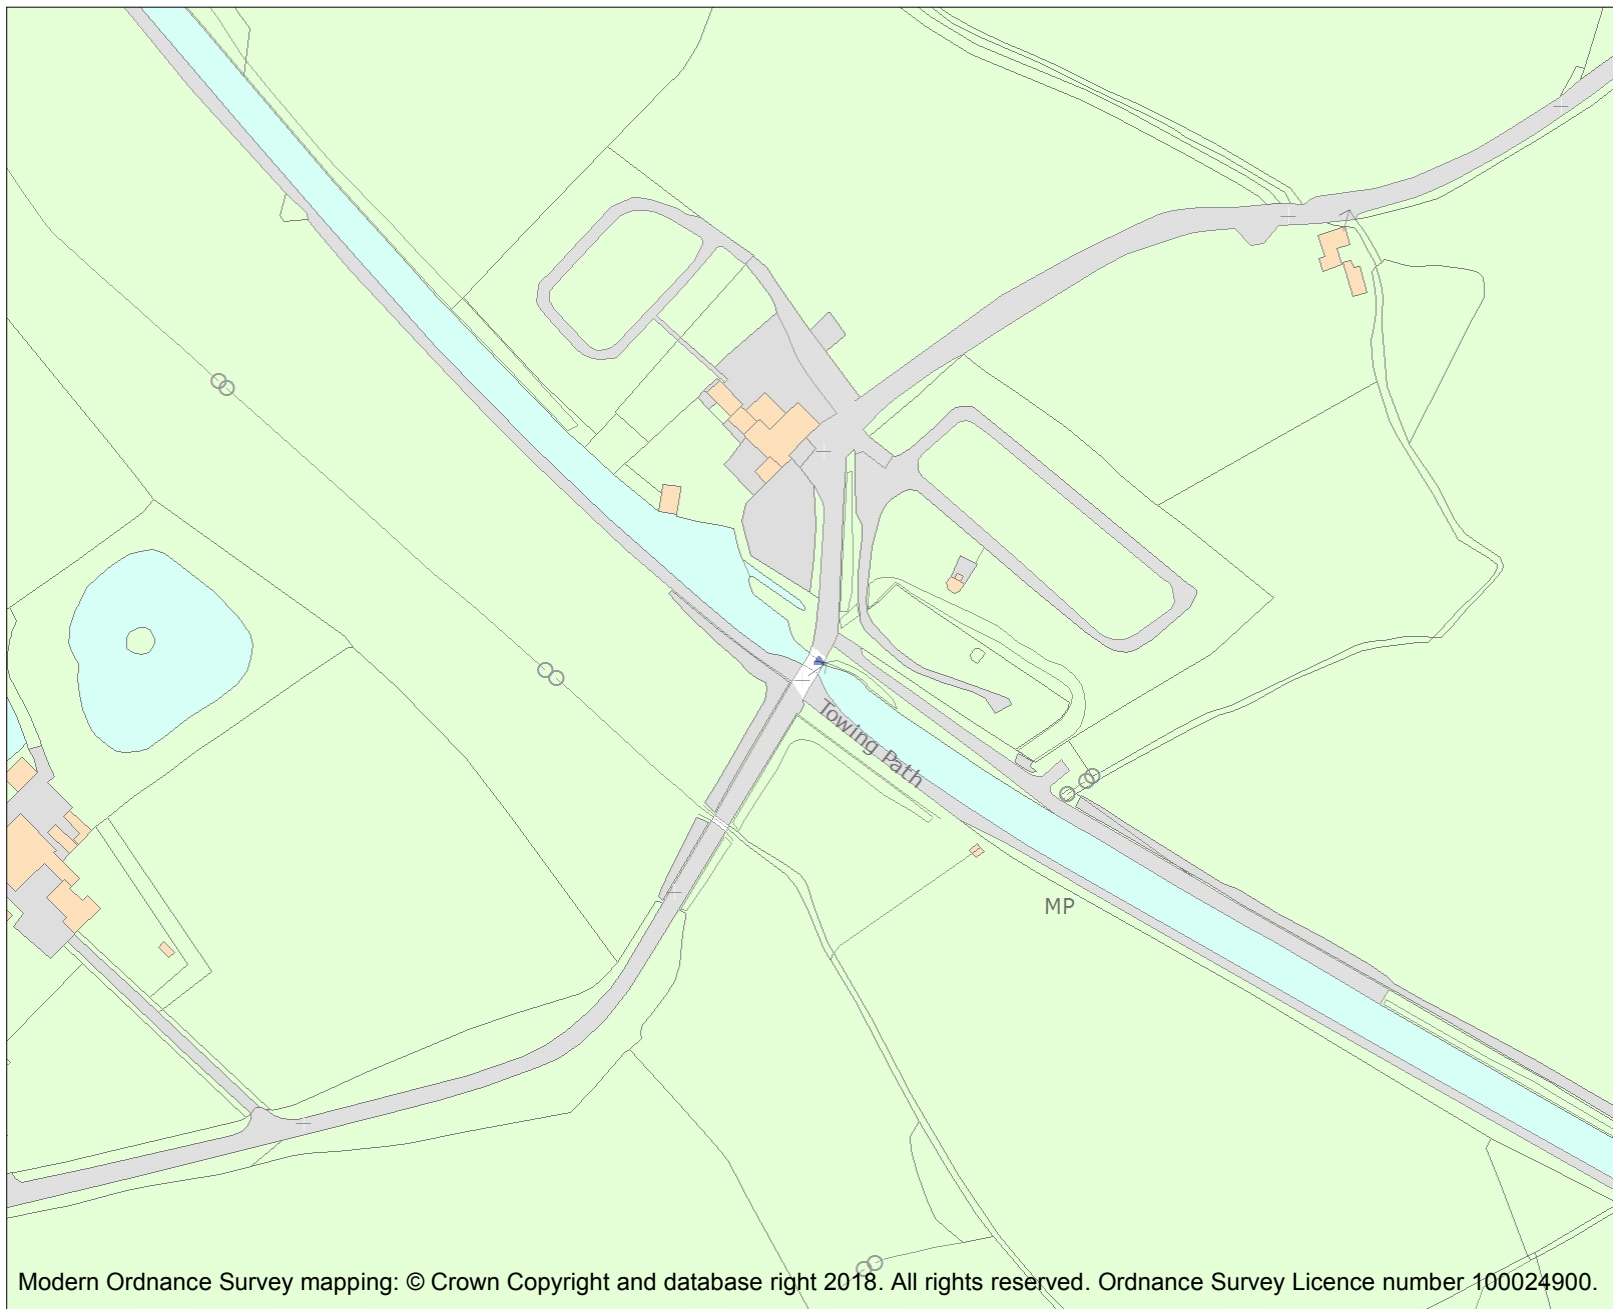 Towing Path
MP
Modern Ordnance Survey mapping: © Crown Copyright and database right 2018. All rights reserved. Ordnance Survey Licence number 100024900.